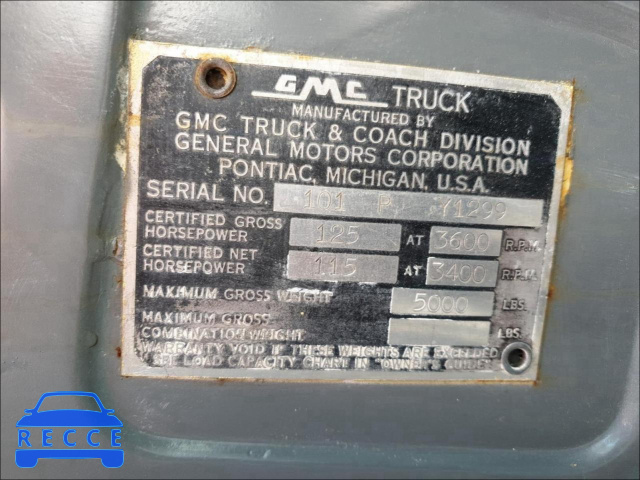 GMC TRUCK
MANUFACTURED BY
GMC TRUCK & COACH DIVISION
GENERAL MOTORS CORPORATION
PONTIAC, MICHIGAN, U.S.A.
SERIAL NO. 101 P Y1299
CERTIFIED GROSS
HORSEPOWER 125 AT 3600 R.P.M.
CERTIFIED NET
HORSEPOWER 115 AT 3400 R.P.M.
MAXIMUM GROSS WEIGHT 5000 LBS.
MAXIMUM GROSS
COMBINATION WEIGHT LBS.
WARRANTY VOID IF THESE WEIGHTS ARE EXCEEDED
SEE LOAD CAPACITY CHART IN "OWNER'S GUIDE"
RECCE